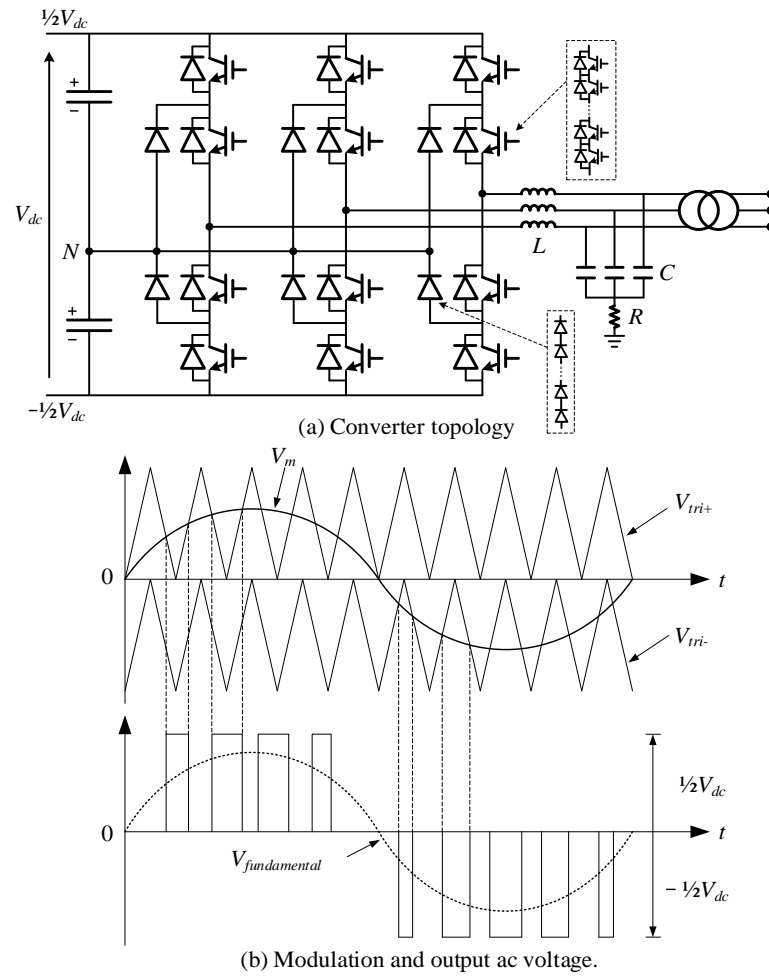 ½V_dc
+
−
V_dc
N
L
C
R
+
−
−½V_dc
(a) Converter topology
V_m
V_tri+
0
t
V_tri-
0
t
½V_dc
V_fundamental
− ½V_dc
(b) Modulation and output ac voltage.